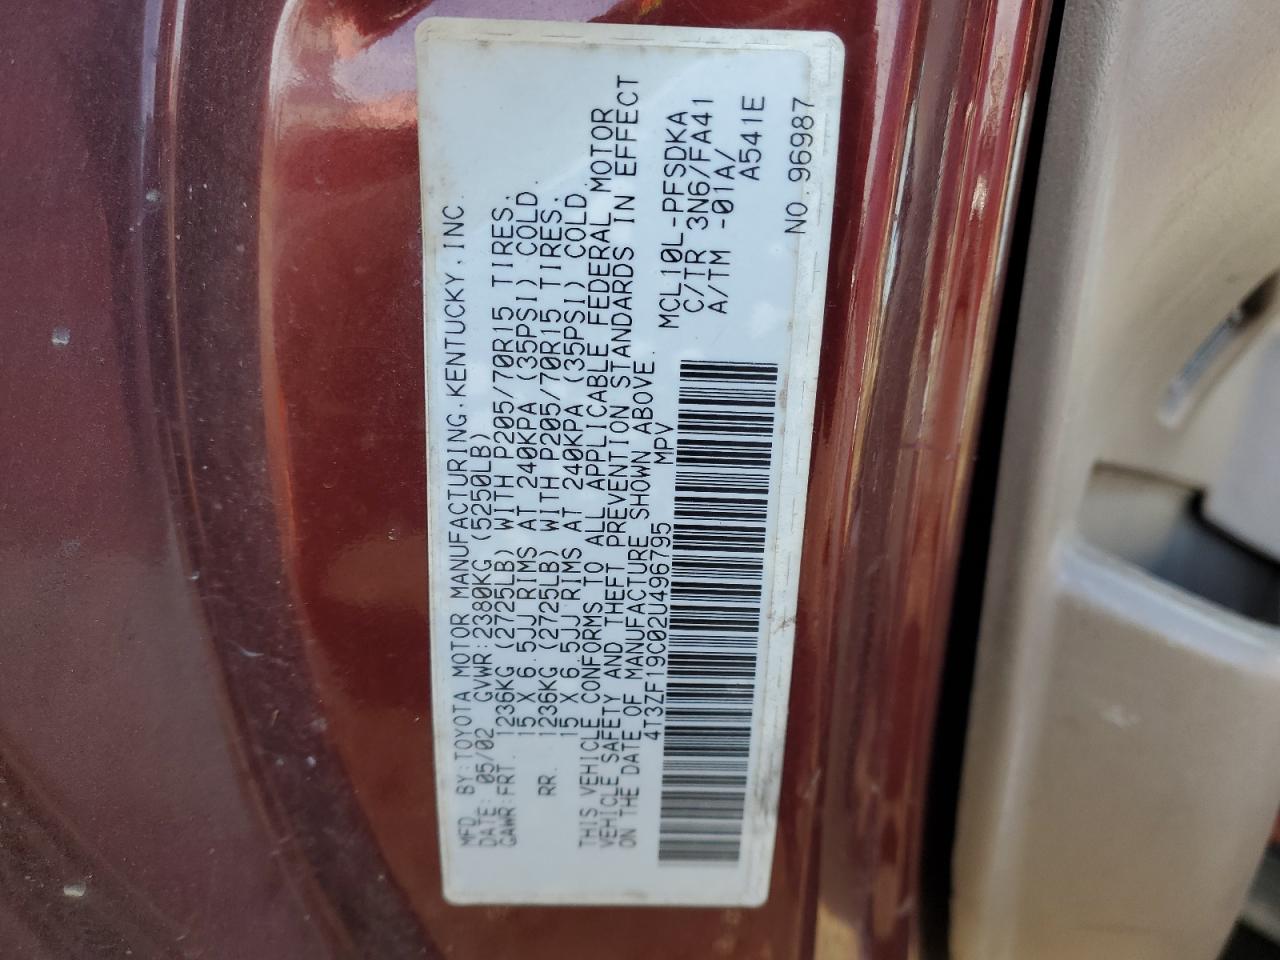 MFD. BY:TOYOTA MOTOR MANUFACTURING.KENTUCKY,INC.
DATE: 05/02 GVWR:2380KG (5250LB)
GAWR:FRT. 1236KG (2725LB) WITH P205/70R15 TIRES.
15 X 6.5JJ RIMS AT 240KPA (35PSI) COLD.
RR. 1236KG (2725LB) WITH P205/70R15 TIRES.
15 X 6.5JJ RIMS AT 240KPA (35PSI) COLD.
THIS VEHICLE CONFORMS TO ALL APPLICABLE FEDERAL MOTOR
VEHICLE SAFETY AND THEFT PREVENTION STANDARDS IN EFFECT
ON THE DATE OF MANUFACTURE SHOWN ABOVE.
4T3ZF19C02U496795 MPV
MCL10L-PFSDKA
C/TR 3N6/FA41
A/TM -01A/
A541E
NO. 96987